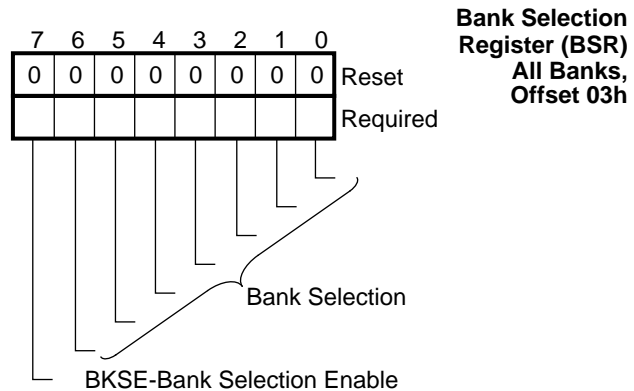 Bank Selection
Register (BSR)
All Banks,
Offset 03h
7 6 5 4 3 2 1 0
0 0 0 0 0 0 0 0 Reset
Required
Bank Selection
BKSE-Bank Selection Enable